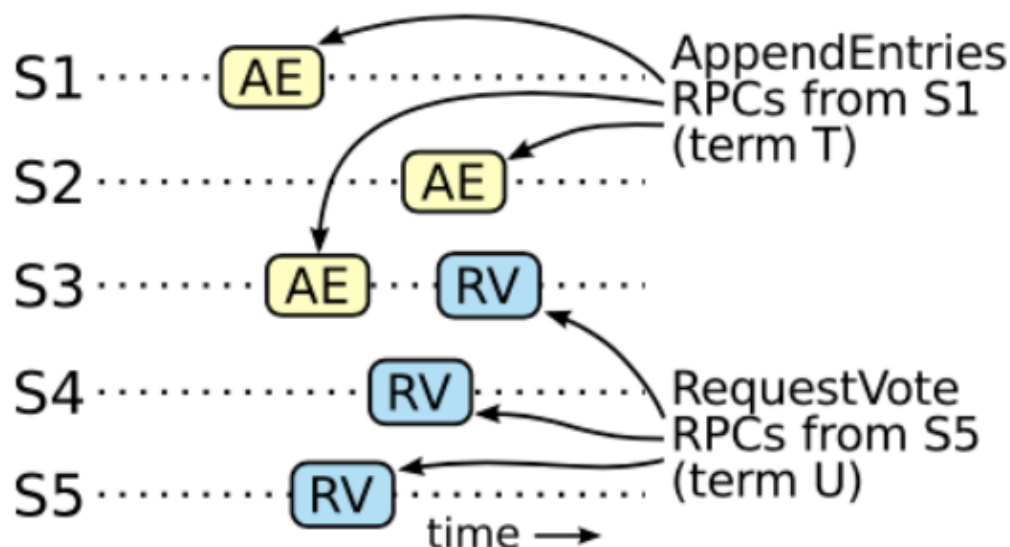 S1
AE
AppendEntries
RPCs from S1
(term T)
S2
AE
S3
AE
RV
S4
RV
RequestVote
RPCs from S5
(term U)
S5
RV
time